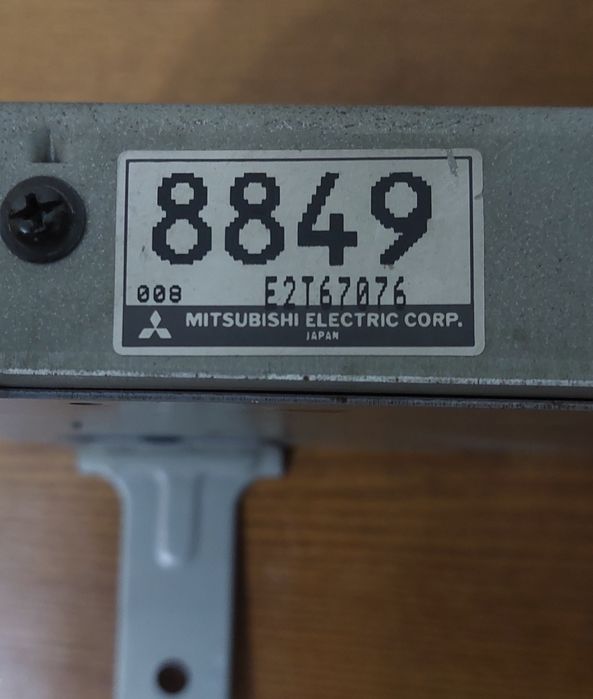 8849
008 E2T67076
MITSUBISHI ELECTRIC CORP.
JAPAN